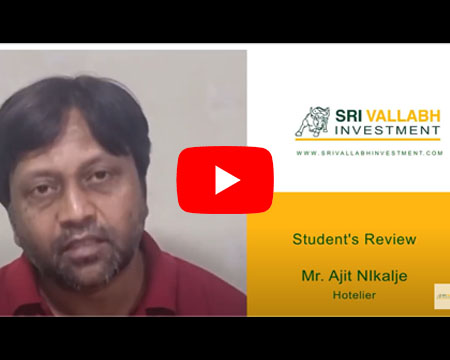 SRI VALLABH
INVESTMENT
WWW.SRIVALLABHINVESTMENT.COM
Student's Review
Mr. Ajit NIkalje
Hotelier